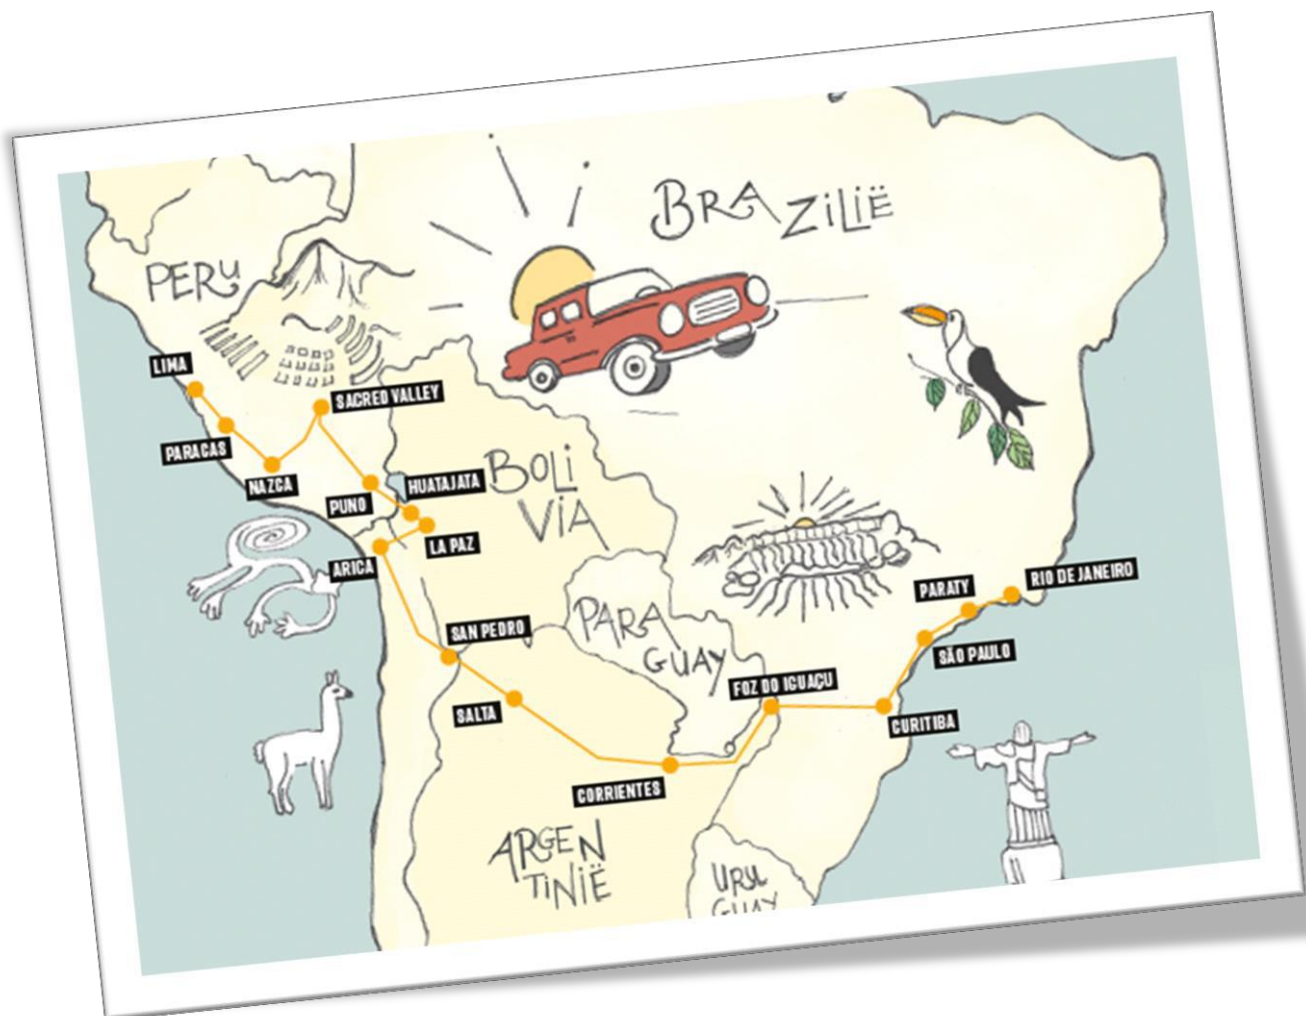 BRAZILIË
PERU
LIMA
SACRED VALLEY
PARACAS
NAZCA
BOLI
VIA
HUATAJATA
PUNO
LA PAZ
ARICA
RIO DE JANEIRO
PARATY
PARA
GUAY
SAN PEDRO
SÃO PAULO
FOZ DO IGUAÇU
SALTA
CURITIBA
CORRIENTES
ARGEN
TINIË
URU
GUAY